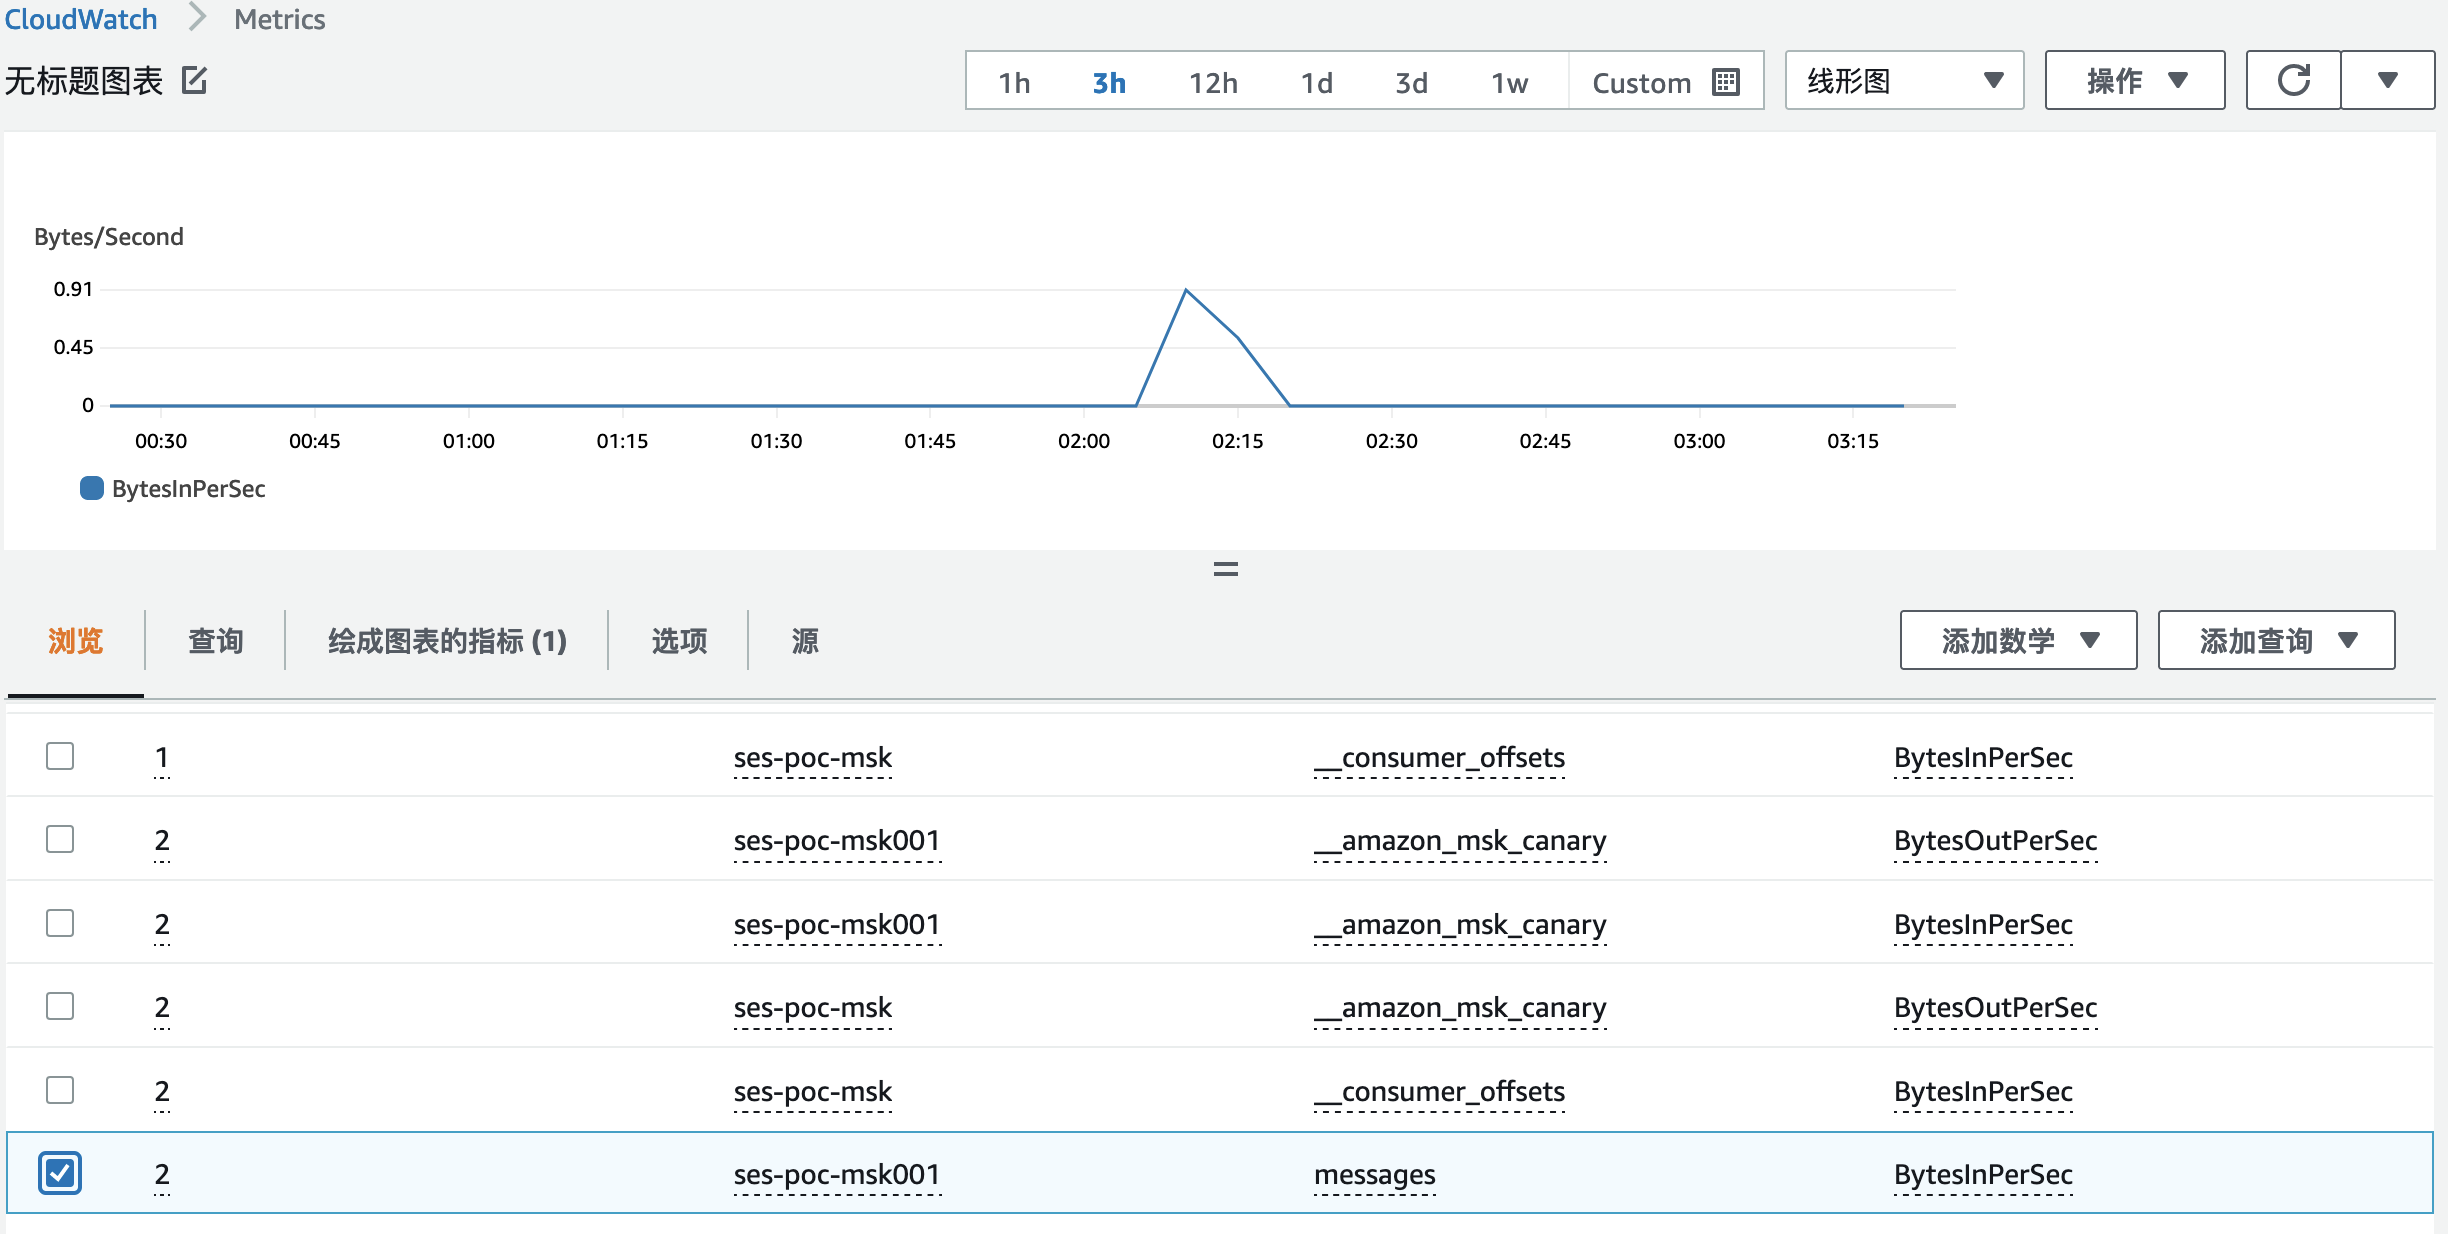 CloudWatch > Metrics
无标题图表
1h 3h 12h 1d 3d 1w Custom 线形图 操作
Bytes/Second
0.91
0.45
0
00:30 00:45 01:00 01:15 01:30 01:45 02:00 02:15 02:30 02:45 03:00 03:15
BytesInPerSec
浏览 查询 绘成图表的指标 (1) 选项 源 添加数学 添加查询
1 ses-poc-msk __consumer_offsets BytesInPerSec
2 ses-poc-msk001 __amazon_msk_canary BytesOutPerSec
2 ses-poc-msk001 __amazon_msk_canary BytesInPerSec
2 ses-poc-msk __amazon_msk_canary BytesOutPerSec
2 ses-poc-msk __consumer_offsets BytesInPerSec
2 ses-poc-msk001 messages BytesInPerSec